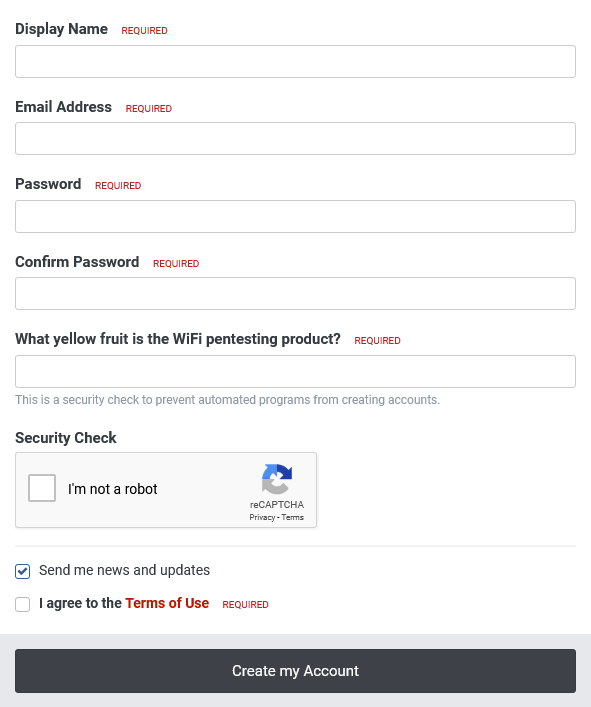 Display Name REQUIRED
Email Address REQUIRED
Password REQUIRED
Confirm Password REQUIRED
What yellow fruit is the WiFi pentesting product? REQUIRED
This is a security check to prevent automated programs from creating accounts.
Security Check
I'm not a robot
reCAPTCHA
Privacy - Terms
Send me news and updates
I agree to the Terms of Use REQUIRED
Create my Account